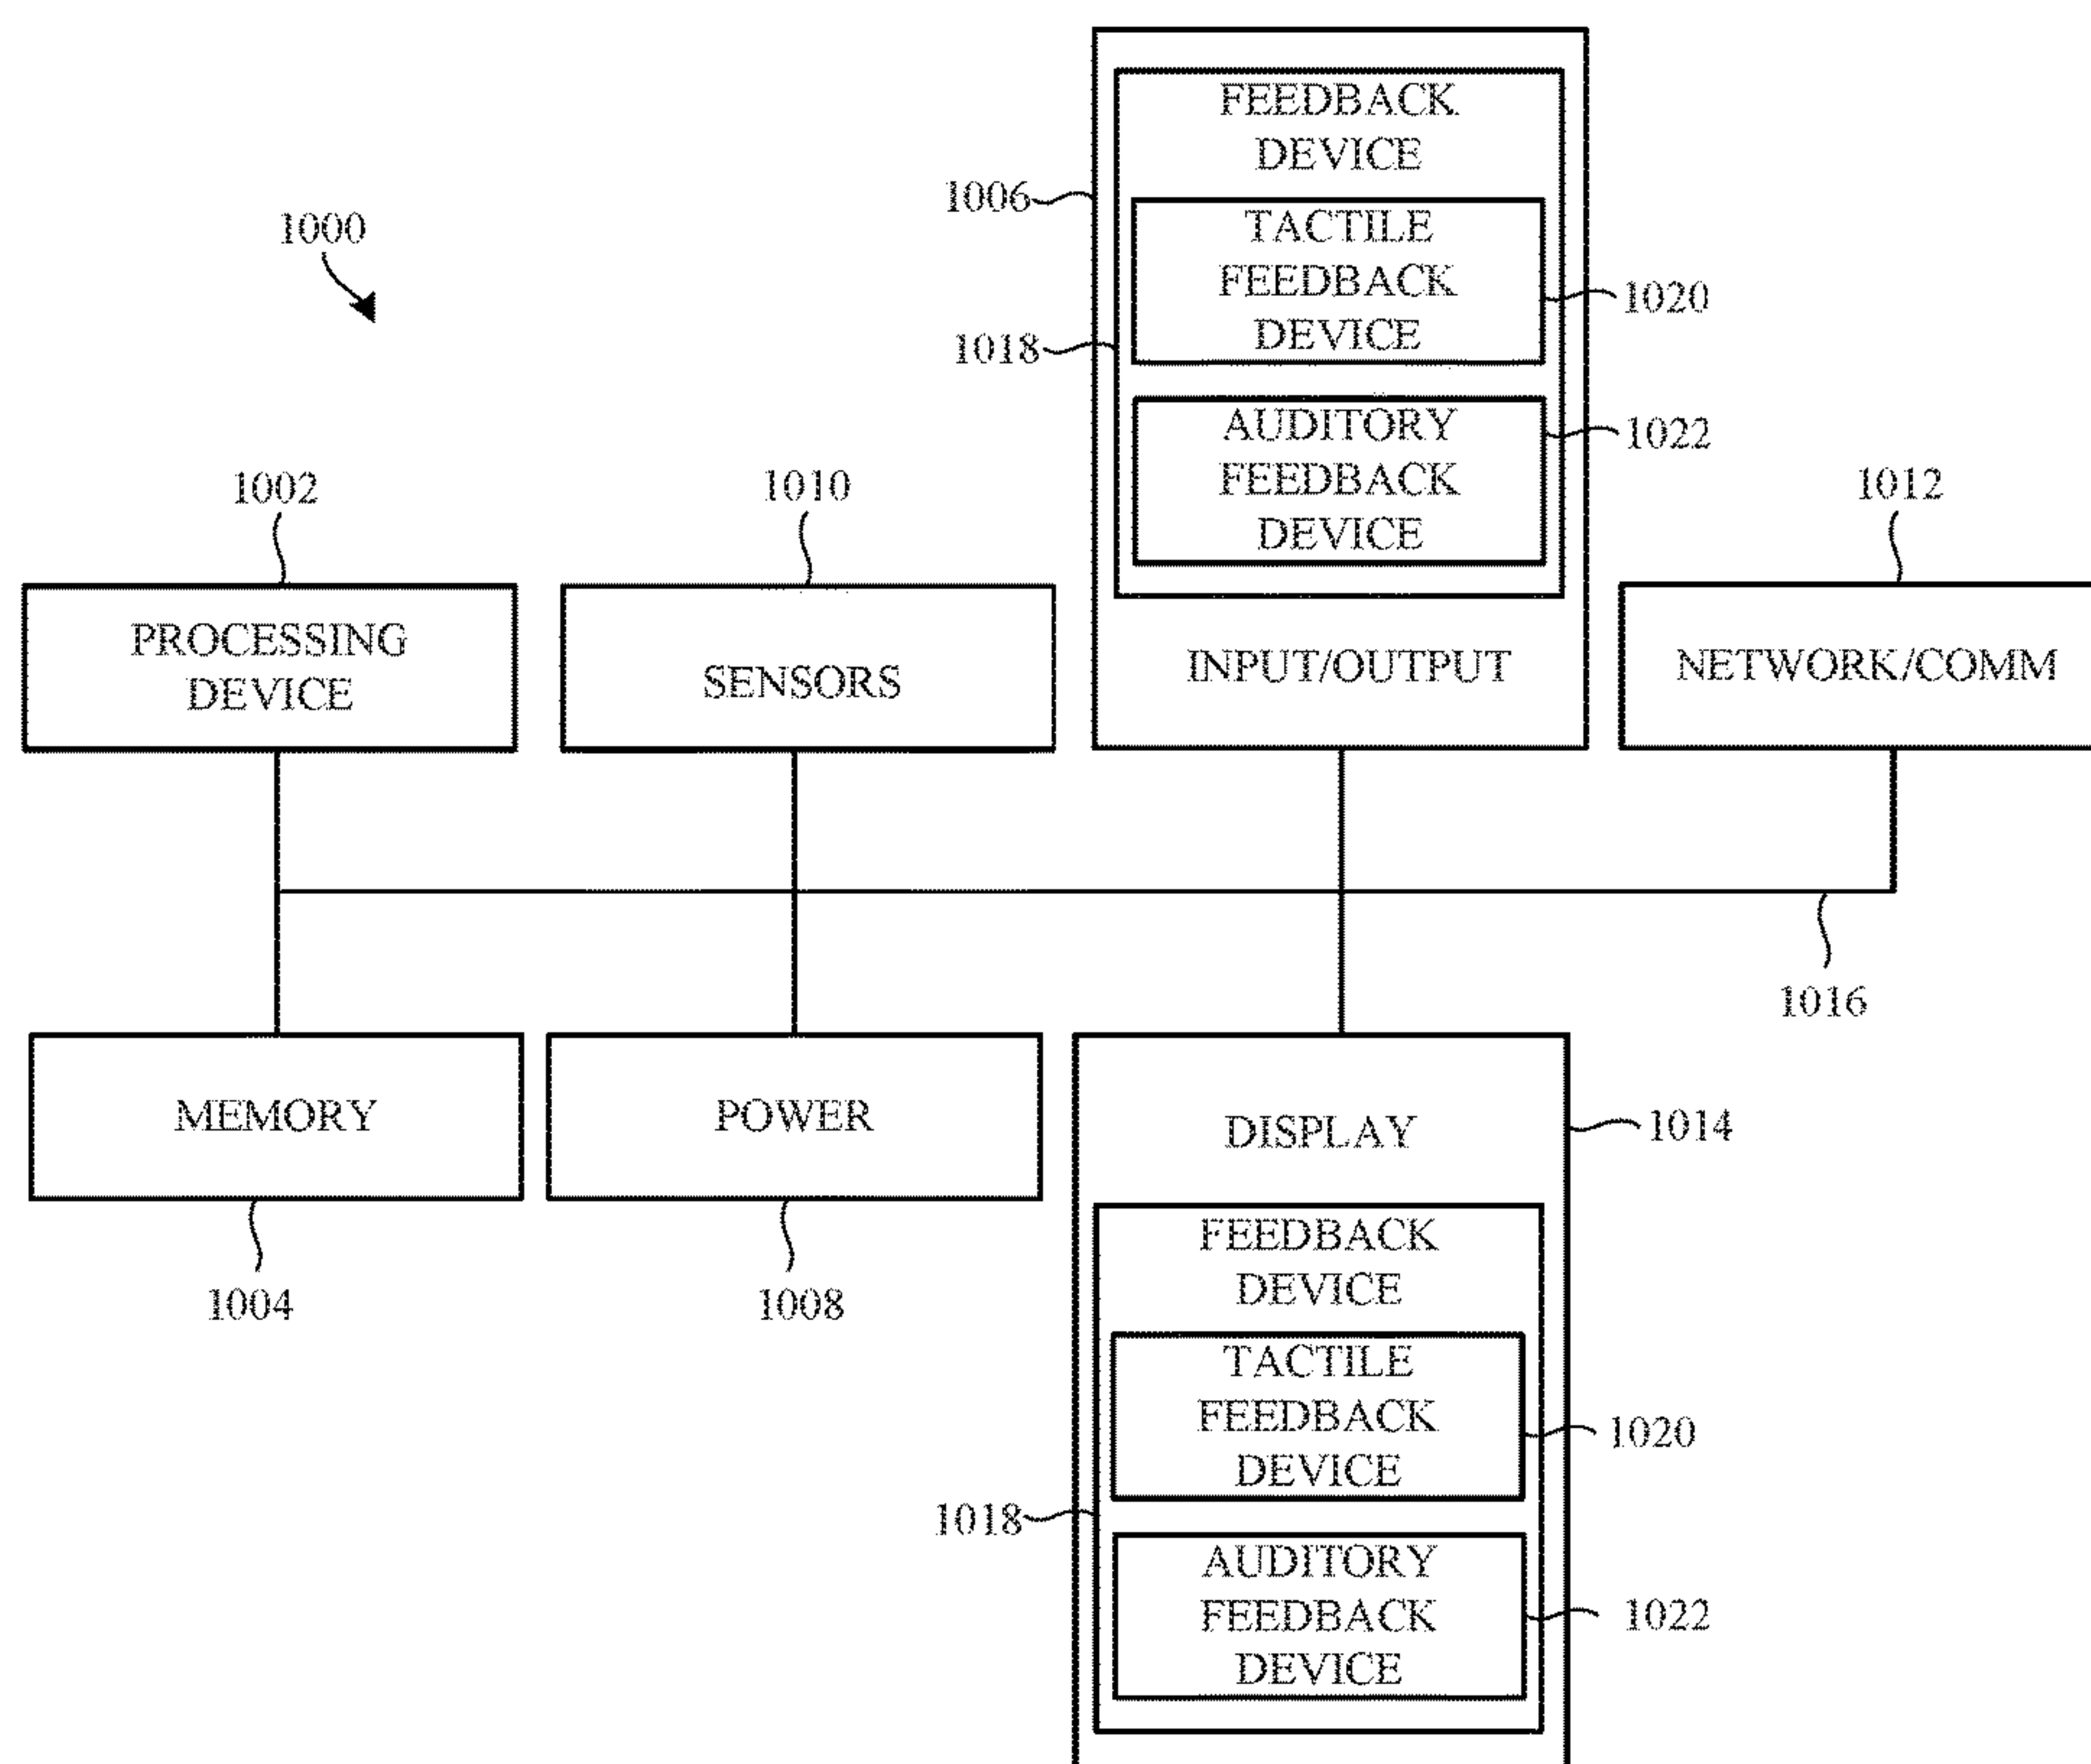 FEEDBACK
DEVICE
1006
TACTILE
FEEDBACK
DEVICE
1000
1020
1018
AUDITORY
FEEDBACK
DEVICE
1022
1002
1010
1012
PROCESSING
DEVICE
SENSORS
INPUT/OUTPUT
NETWORK/COMM
1016
MEMORY
POWER
DISPLAY
1014
1004
1008
FEEDBACK
DEVICE
TACTILE
FEEDBACK
DEVICE
1020
1018
AUDITORY
FEEDBACK
DEVICE
1022